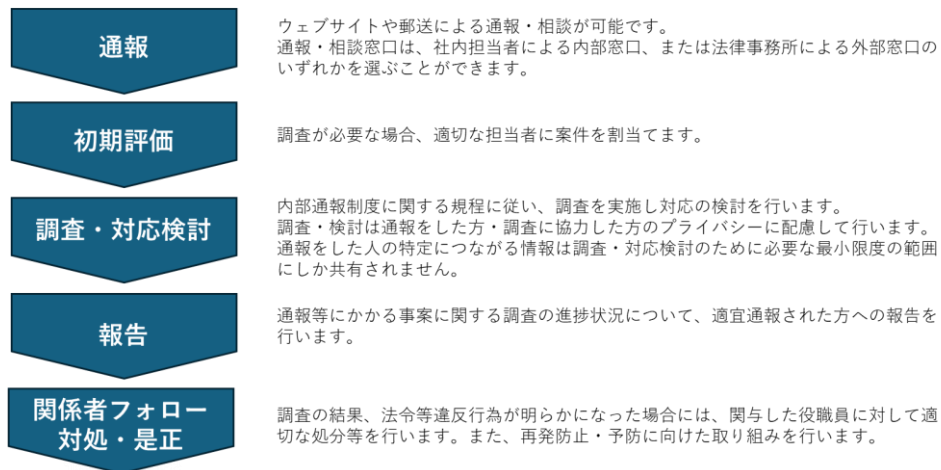 通報
ウェブサイトや郵送による通報・相談が可能です。
通報・相談窓口は、社内担当者による内部窓口、または法律事務所による外部窓口の
いずれかを選ぶことができます。
初期評価
調査が必要な場合、適切な担当者に案件を割当てます。
調査・対応検討
内部通報制度に関する規程に従い、調査を実施し対応の検討を行います。
調査・検討は通報をした方・調査に協力した方のプライバシーに配慮して行います。
通報をした人の特定につながる情報は調査・対応検討のために必要な最小限度の範囲
にしか共有されません。
報告
通報等にかかる事案に関する調査の進捗状況について、適宜通報された方への報告を
行います。
関係者フォロー
対処・是正
調査の結果、法令等違反行為が明らかになった場合には、関与した役職員に対して適
切な処分等を行います。また、再発防止・予防に向けた取り組みを行います。